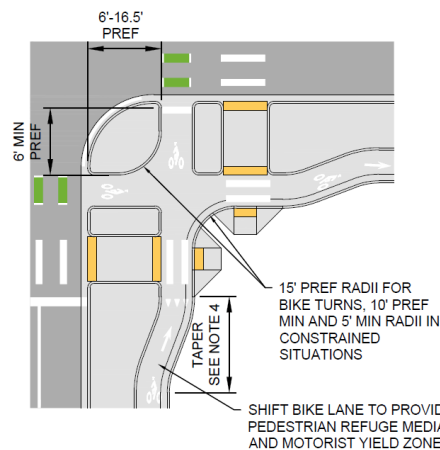 6'-16.5'
PREF
6' MIN
PREF
15' PREF RADII FOR
BIKE TURNS, 10' PREF
MIN AND 5' MIN RADII IN
CONSTRAINED
SITUATIONS
TAPER
SEE NOTE 4
SHIFT BIKE LANE TO PROVID
PEDESTRIAN REFUGE MEDIA
AND MOTORIST YIELD ZONE